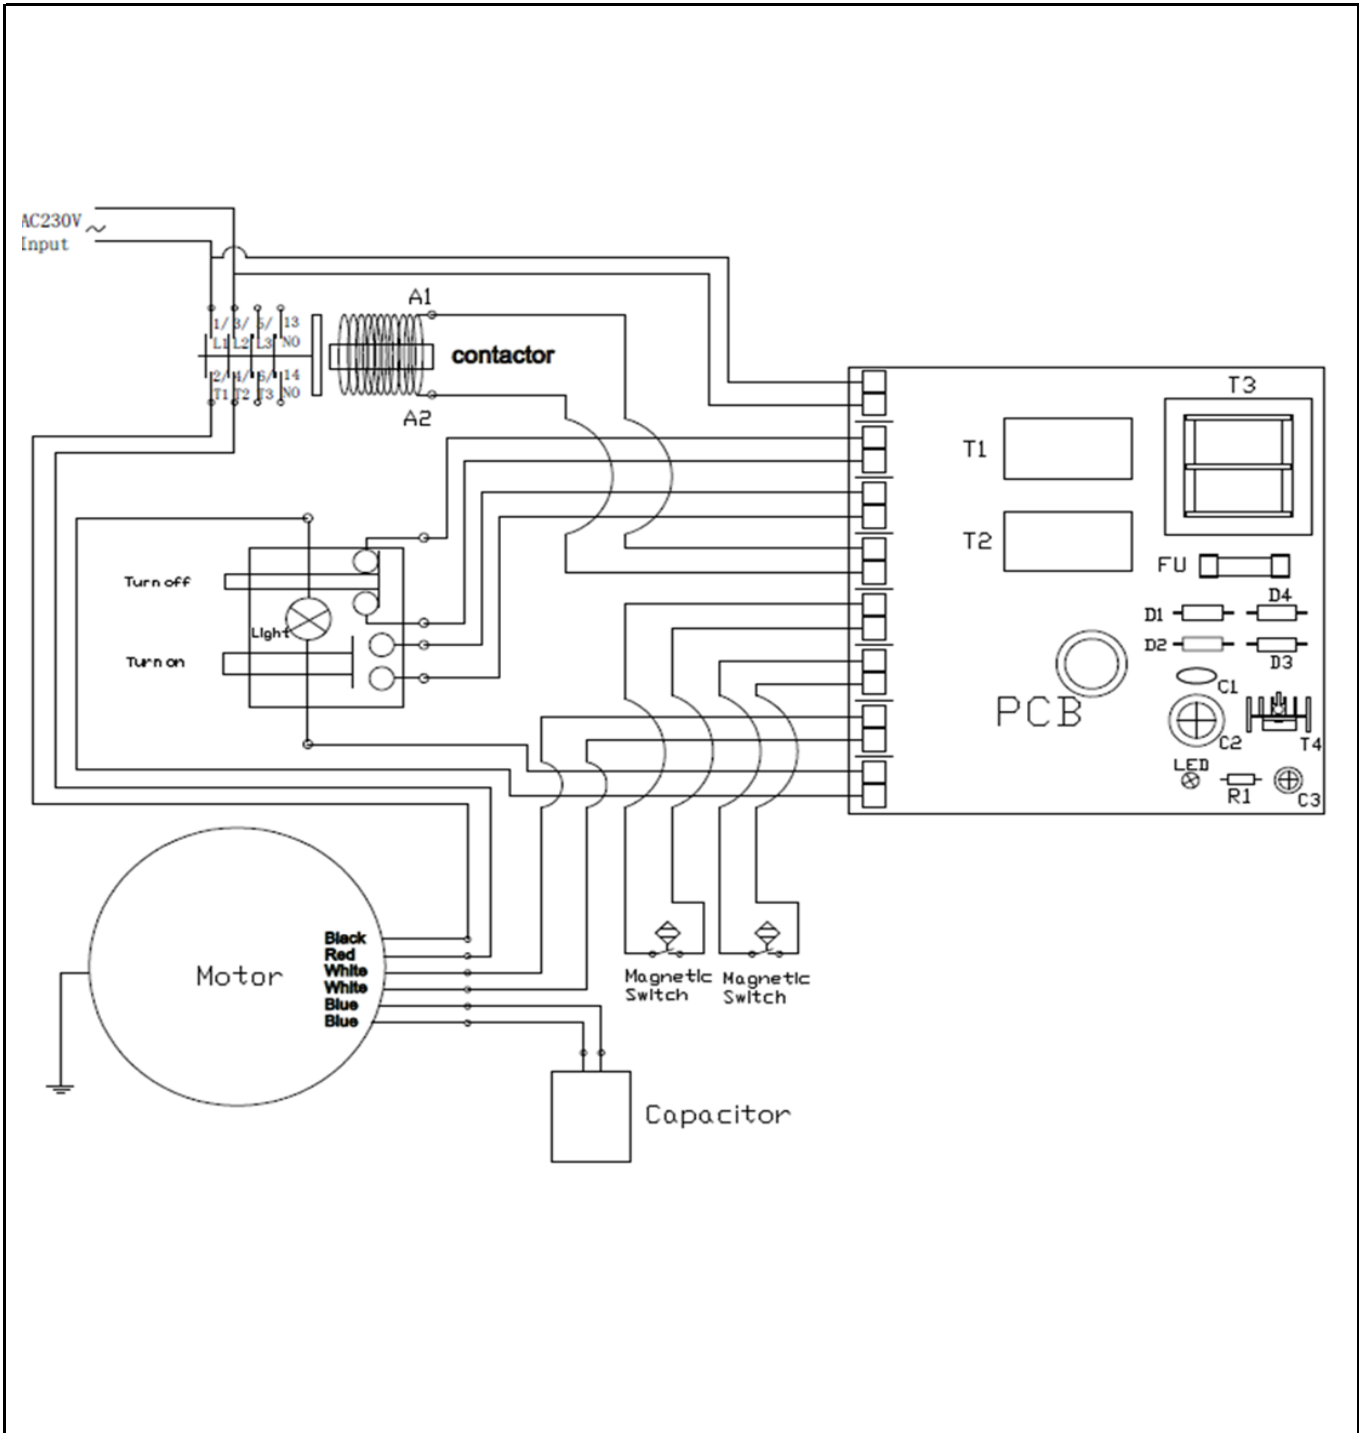 AC230V
Input
A1
1/ 3/ 5/ 13
L1 L2 L3 NO
contactor
2/ 4/ 6/ 14
T1 T2 T3 NO
A2
T3
T1
T2
FU
D4
D1
D2
D3
Turn off
Light
Turn on
C1
PCB
C2
T4
LED
R1
C3
Black
Red
White
White
Blue
Blue
Motor
Magnetic
Switch
Magnetic
Switch
Capacitor